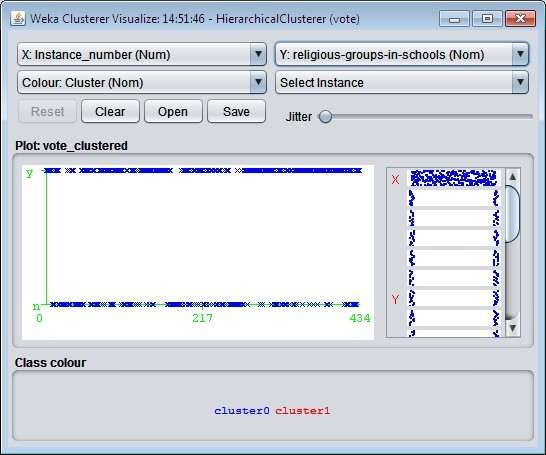 Weka Clusterer Visualize: 14:51:46 - HierarchicalClusterer (vote)
X: Instance_number (Num) Y: religious-groups-in-schools (Nom)
Colour: Cluster (Nom) Select Instance
Reset Clear Open Save Jitter
Plot: vote_clustered
y
n
0 217 434
X
Y
Class colour
cluster0 cluster1